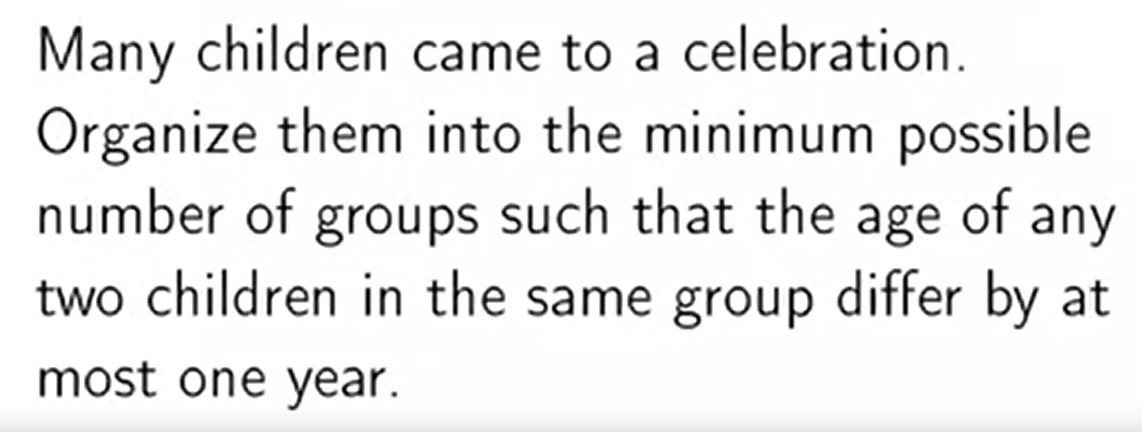 Many children came to a celebration.
Organize them into the minimum possible
number of groups such that the age of any
two children in the same group differ by at
most one year.